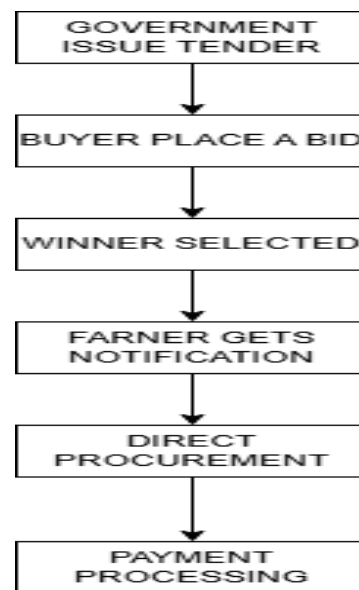 GOVERNMENT
ISSUE TENDER
BUYER PLACE A BID
WINNER SELECTED
FARNER GETS
NOTIFICATION
DIRECT
PROCUREMENT
PAYMENT
PROCESSING